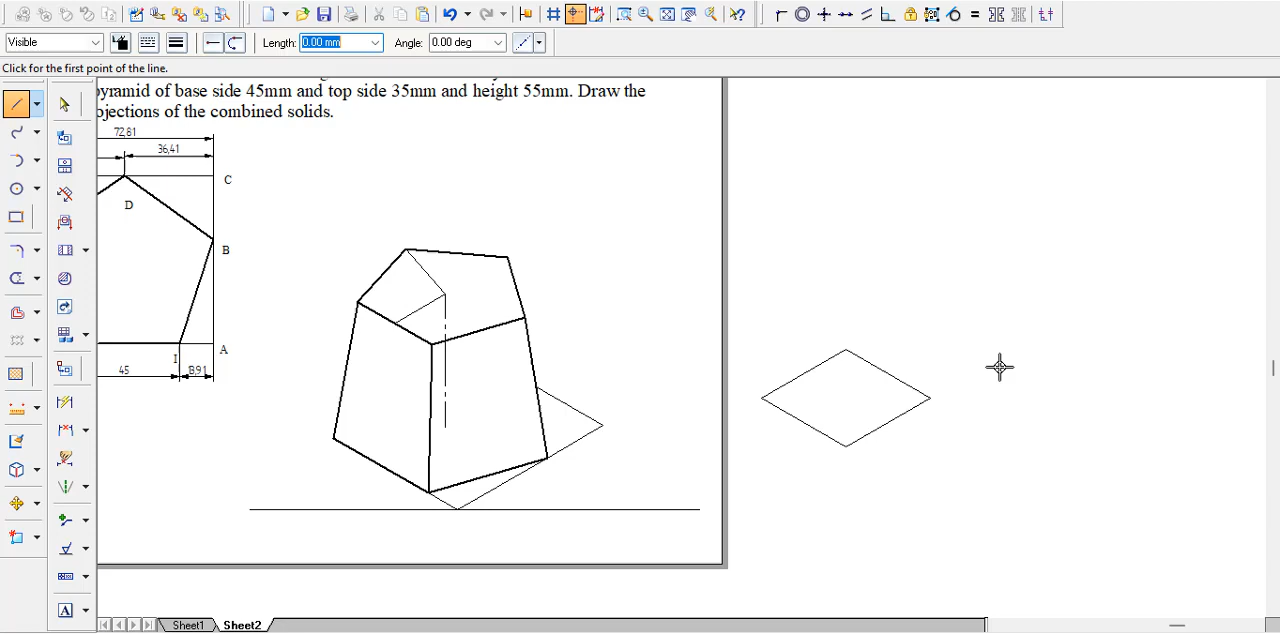 Visible
Length: 0.00 mm
Angle: 0.00 deg
Click for the first point of the line.
pyramid of base side 45mm and top side 35mm and height 55mm. Draw the
ojections of the combined solids.
72,81
36,41
C
D
B
I
A
45
8,91
A
Sheet1
Sheet2